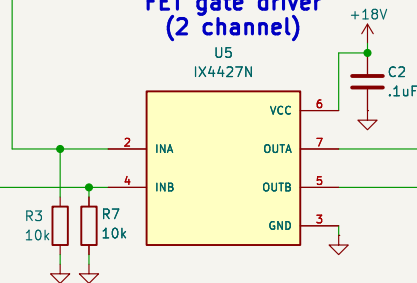 FET gate driver
(2 channel)
+18V
U5
IX4427N
C2
.1uF
VCC 6
2 INA
OUTA 7
4 INB
OUTB 5
GND 3
R3
10k
R7
10k